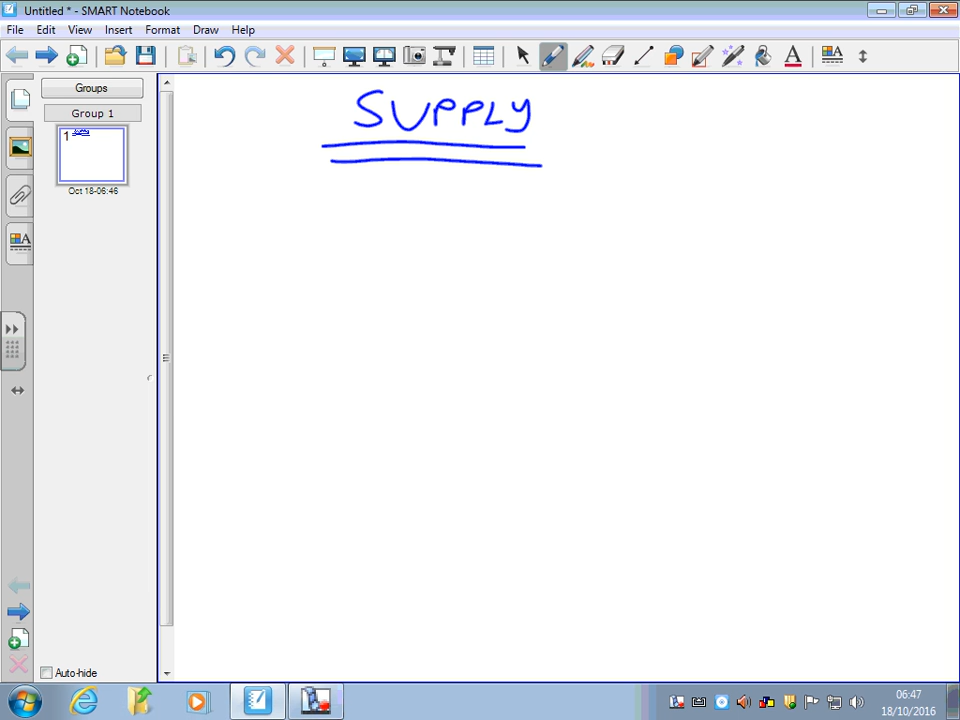 Untitled * - SMART Notebook
File Edit View Insert Format Draw Help
Groups
Group 1
1
Oct 18-06:46
SUPPLY
Auto-hide
06:47
18/10/2016